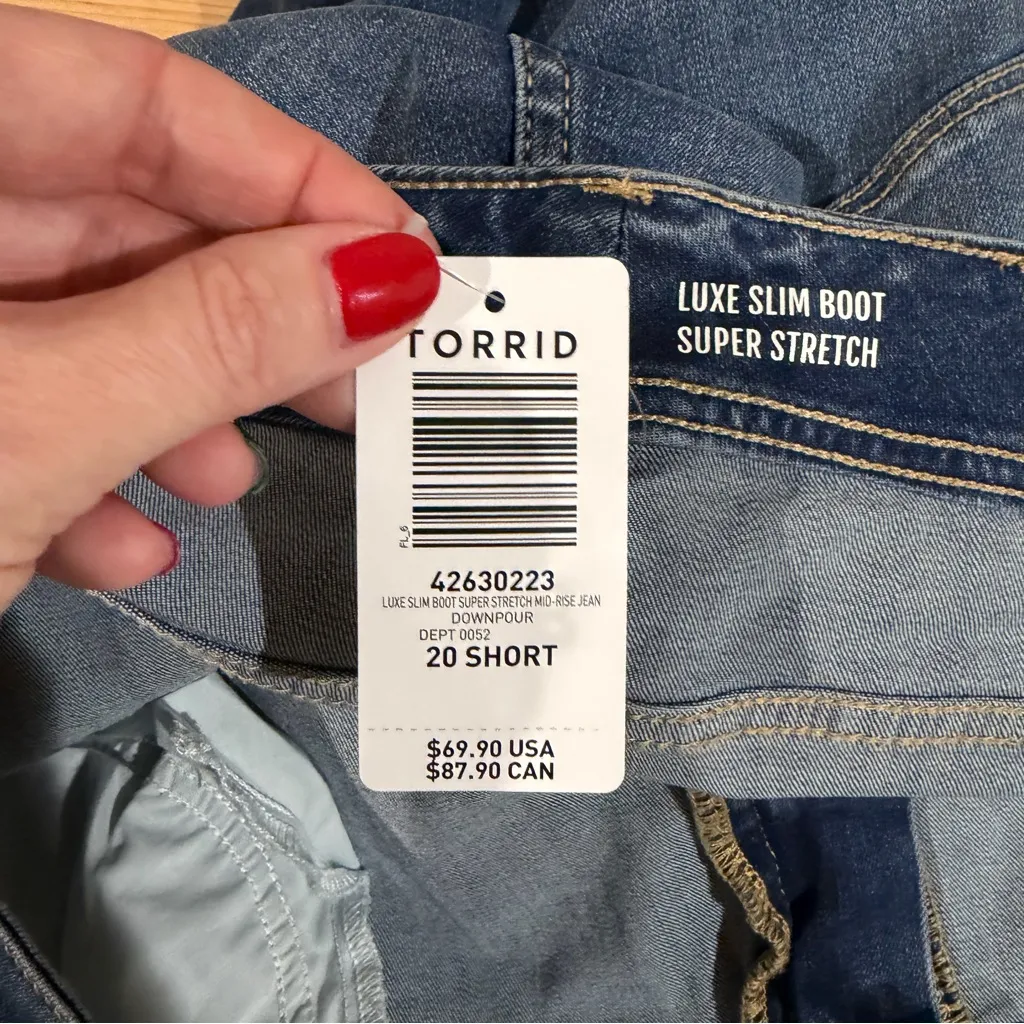 TORRID
FL_6
42630223
LUXE SLIM BOOT SUPER STRETCH MID-RISE JEAN
DOWNPOUR
DEPT 0052
20 SHORT
$69.90 USA
$87.90 CAN
LUXE SLIM BOOT
SUPER STRETCH